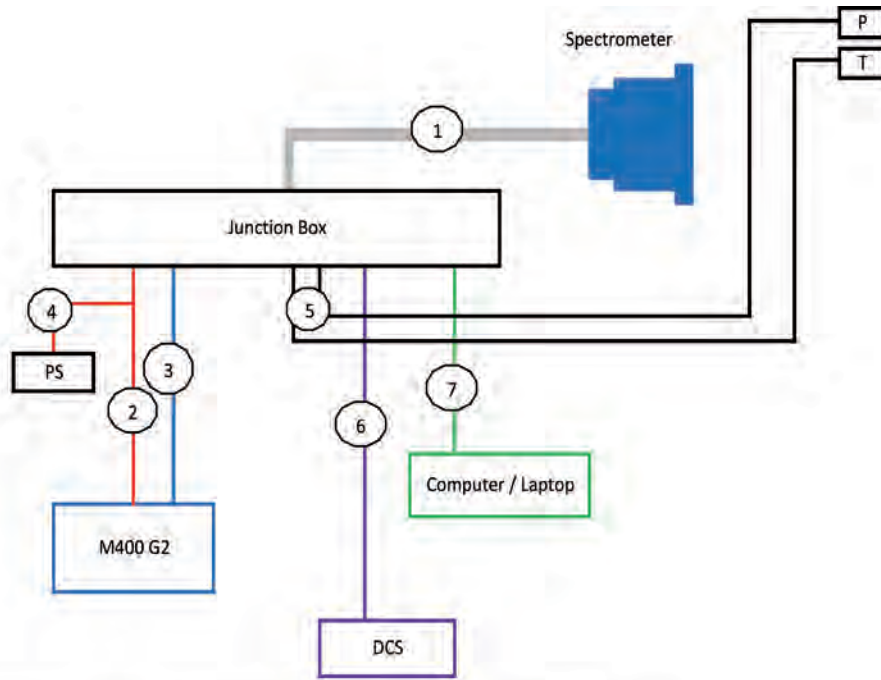 P
Spectrometer
T
1
Junction Box
4
5
PS
3
7
2
6
Computer / Laptop
M400 G2
DCS